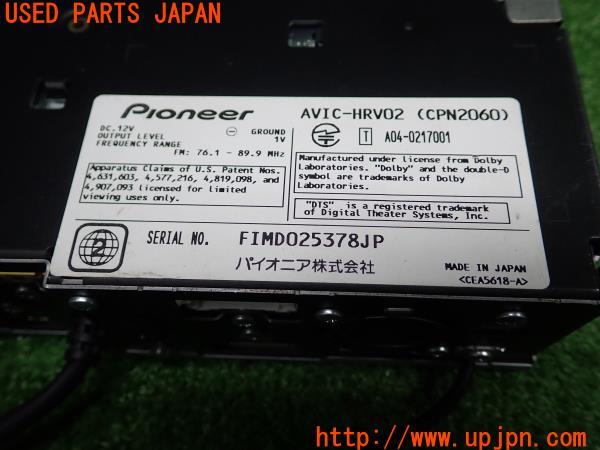 USED PARTS JAPAN
Pioneer
AVIC-HRV02 (CPN2060)
DC.12V
GROUND
OUTPUT LEVEL 1V
FREQUENCY RANGE
FM: 76.1 - 89.9 MHz
T A04-0217001
Apparatus Claims of U.S. Patent Nos.
4,631,603, 4,577,216, 4,819,098, and
4,907,093 licensed for limited
viewing uses only.
Manufactured under license from Dolby
Laboratories. "Dolby" and the double-D
symbol are trademarks of Dolby
Laboratories.
"DTS" is a registered trademark
of Digital Theater Systems, Inc.
2
SERIAL NO. FIMD025378JP
パイオニア株式会社
MADE IN JAPAN
<CEA5618-A>
USED PARTS JAPAN
http://www.upjpn.com/